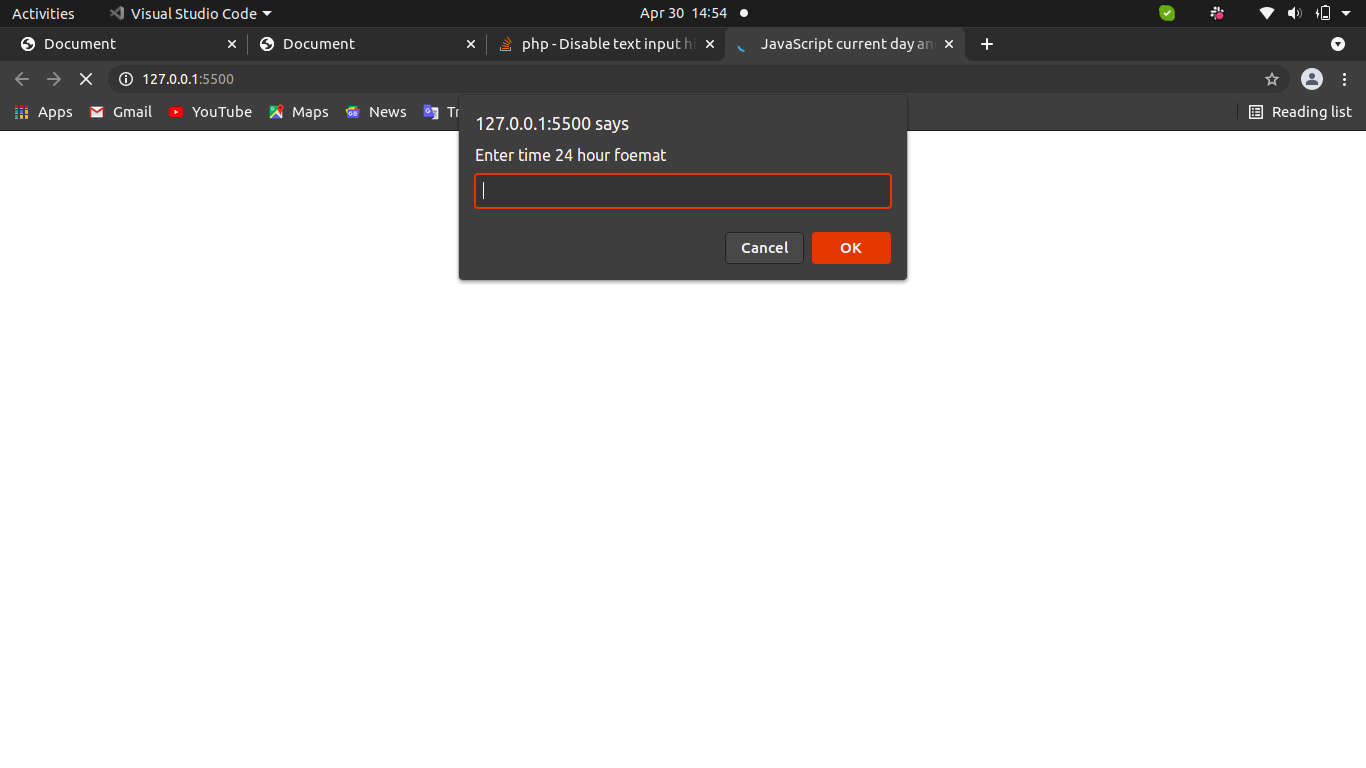 Activities Visual Studio Code Apr 30 14:54
Document Document php - Disable text input hi JavaScript current day an
127.0.0.1:5500
Apps Gmail YouTube Maps News Tr Reading list
127.0.0.1:5500 says
Enter time 24 hour foemat
Cancel OK